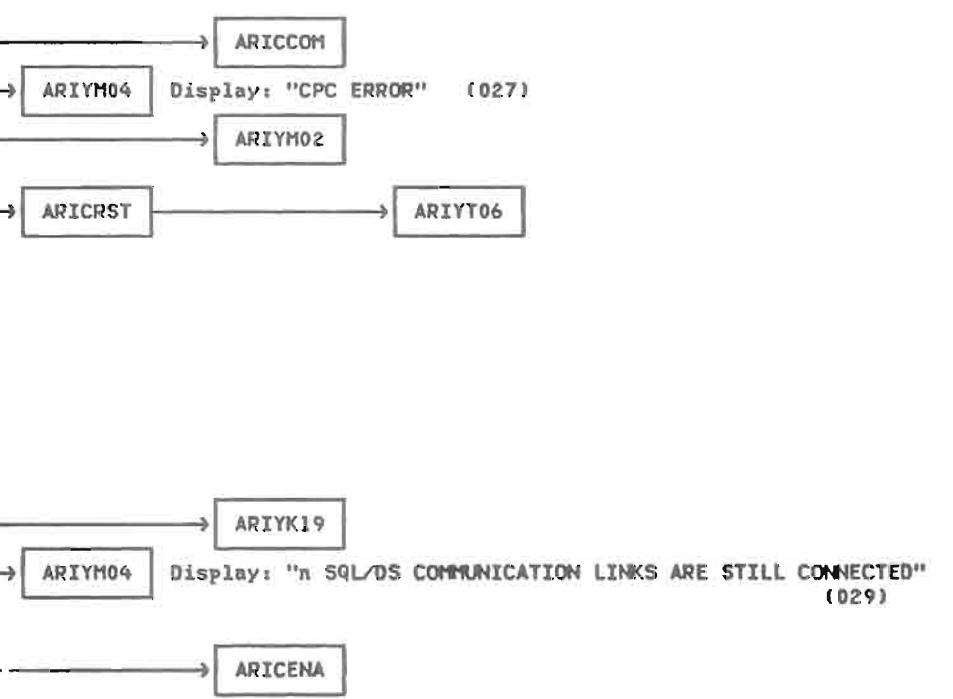 ARICCOM
ARIYM04 Display: "CPC ERROR" (027)
ARIYM02
ARICRST ARIYT06
ARIYK19
ARIYM04 Display: "n SQL/DS COMMUNICATION LINKS ARE STILL CONNECTED"
(029)
ARICENA